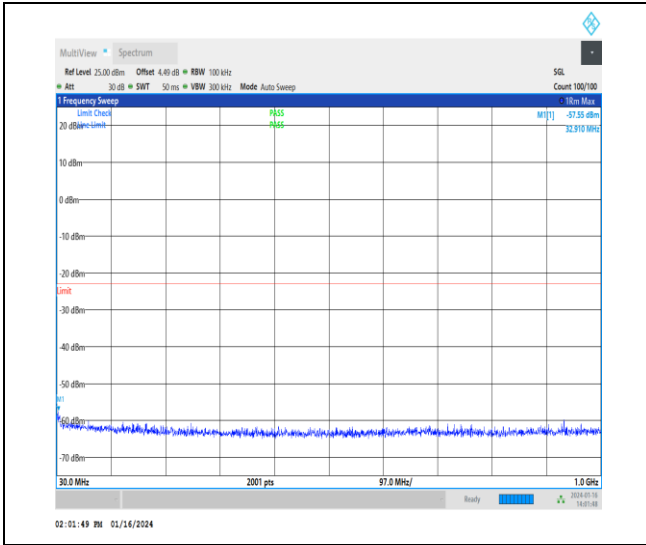 MultiView Spectrum
Ref Level 25.00 dBm Offset 4.49 dB RBW 100 kHz SGL
Att 30 dB SWT 50 ms VBW 300 kHz Mode Auto Sweep Count 100/100
1 Frequency Sweep 1Rm Max
Limit Check PASS M1[1] -57.55 dBm
20 dBm Line Limit PASS 32.910 MHz
10 dBm
0 dBm
-10 dBm
-20 dBm
Limit
-30 dBm
-40 dBm
-50 dBm
M1
-60 dBm
-70 dBm
30.0 MHz 2001 pts 97.0 MHz/ 1.0 GHz
Ready 2024-01-16
14:01:48
02:01:49 PM 01/16/2024